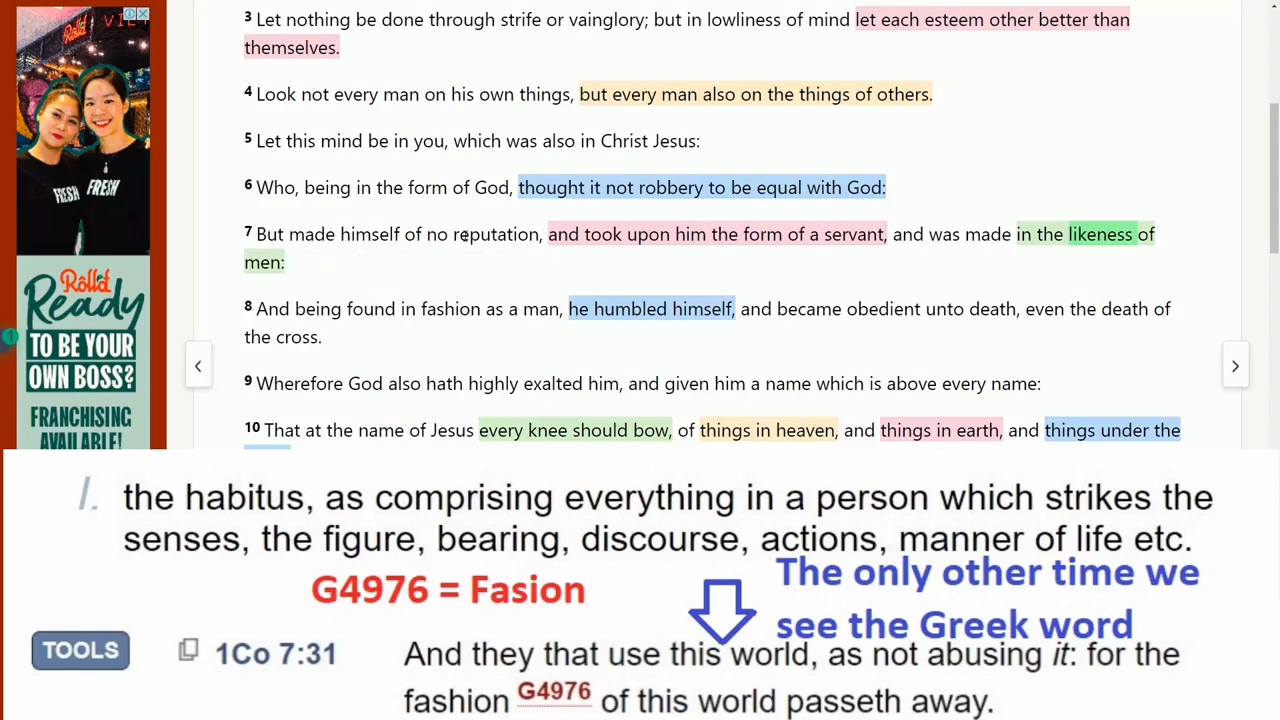 Rolld VIL
FRESH FRESH
Roll'd
Ready
TO BE YOUR
OWN BOSS?
FRANCHISING
AVAILABLE!
1
3 Let nothing be done through strife or vainglory; but in lowliness of mind let each esteem other better than
themselves.
4 Look not every man on his own things, but every man also on the things of others.
5 Let this mind be in you, which was also in Christ Jesus:
6 Who, being in the form of God, thought it not robbery to be equal with God:
7 But made himself of no reputation, and took upon him the form of a servant, and was made in the likeness of
men:
8 And being found in fashion as a man, he humbled himself, and became obedient unto death, even the death of
the cross.
9 Wherefore God also hath highly exalted him, and given him a name which is above every name:
10 That at the name of Jesus every knee should bow, of things in heaven, and things in earth, and things under the
I. the habitus, as comprising everything in a person which strikes the
senses, the figure, bearing, discourse, actions, manner of life etc.
G4976 = Fasion
The only other time we
see the Greek word
TOOLS 1Co 7:31 And they that use this world, as not abusing it: for the
fashion G4976 of this world passeth away.